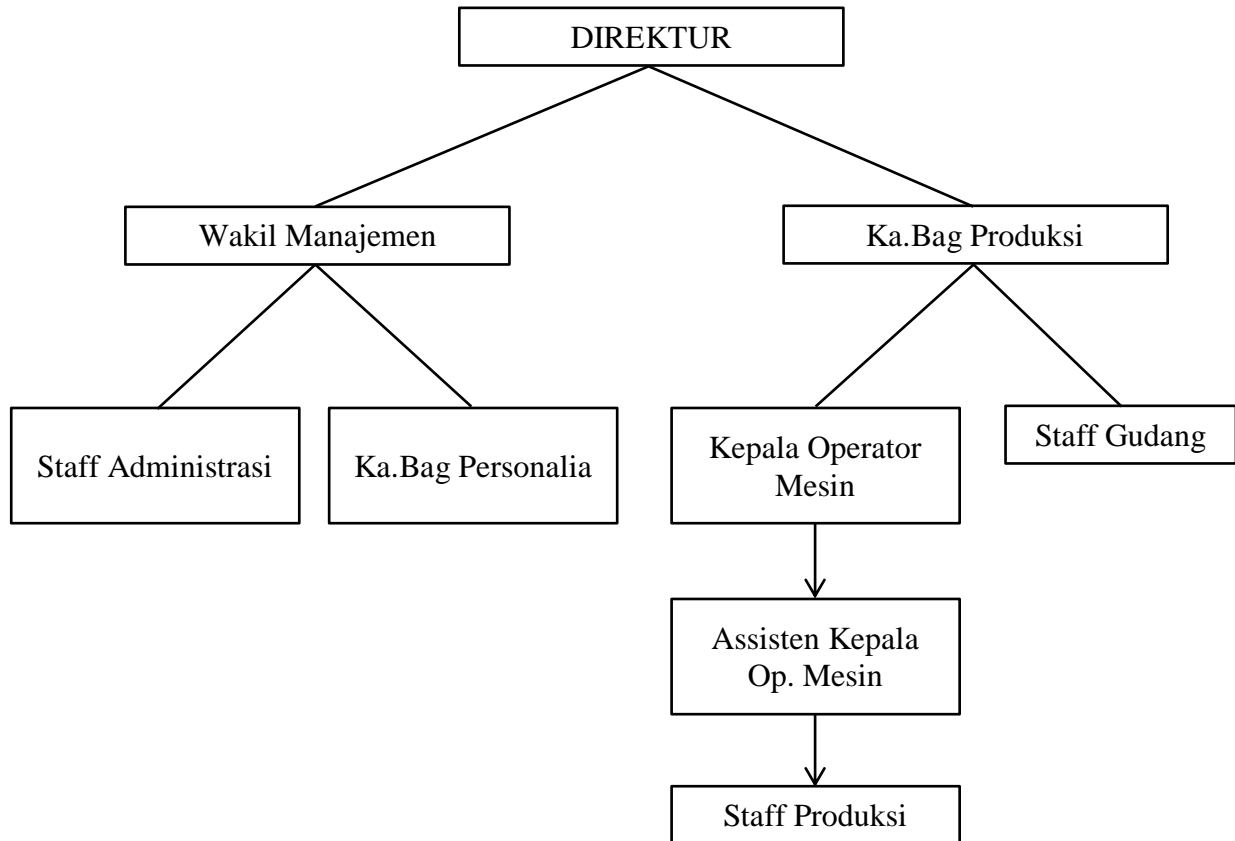 DIREKTUR
Wakil Manajemen
Ka.Bag Produksi
Staff Administrasi
Ka.Bag Personalia
Kepala Operator
Mesin
Staff Gudang
Assisten Kepala
Op. Mesin
Staff Produksi